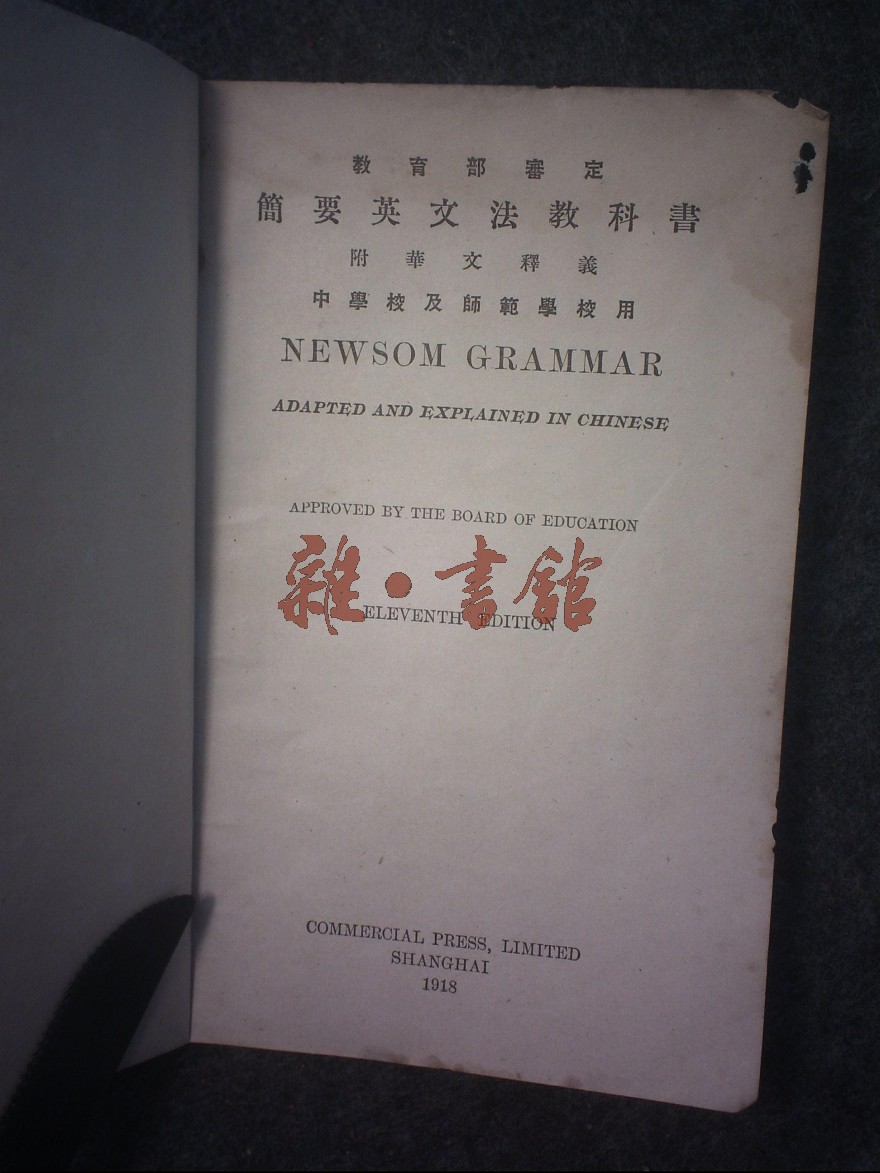 教育部審定
簡要英文法教科書
附華文釋義
中學校及師範學校用
NEWSOM GRAMMAR
ADAPTED AND EXPLAINED IN CHINESE
APPROVED BY THE BOARD OF EDUCATION
雜·書館
ELEVENTH EDITION
COMMERCIAL PRESS, LIMITED
SHANGHAI
1918